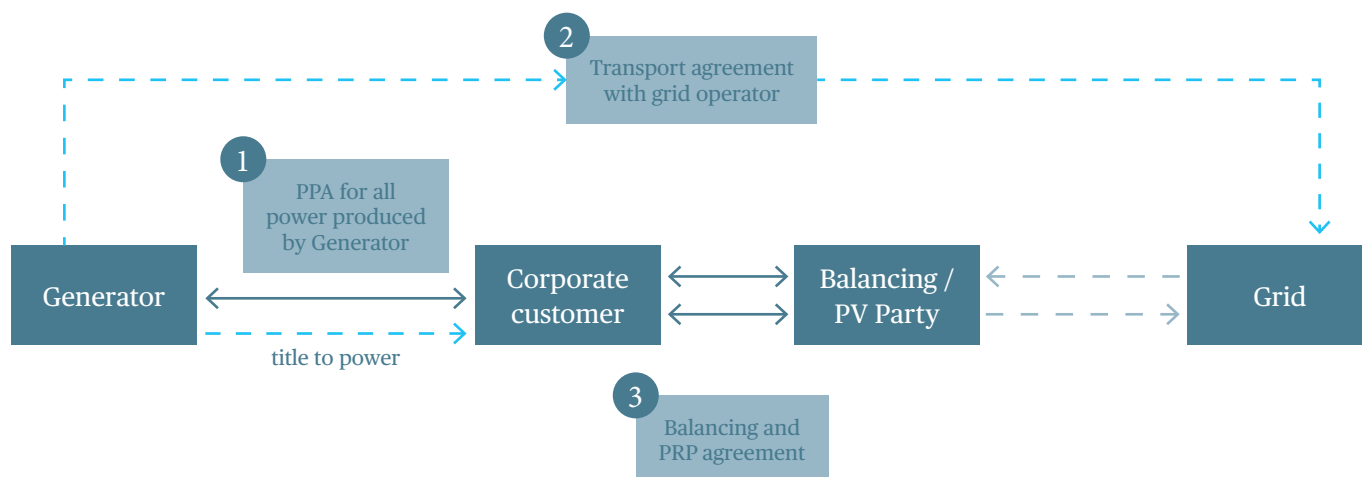 2
Transport agreement
with grid operator
1
PPA for all
power produced
by Generator
Generator
title to power
Corporate
customer
Balancing /
PV Party
Grid
3
Balancing and
PRP agreement